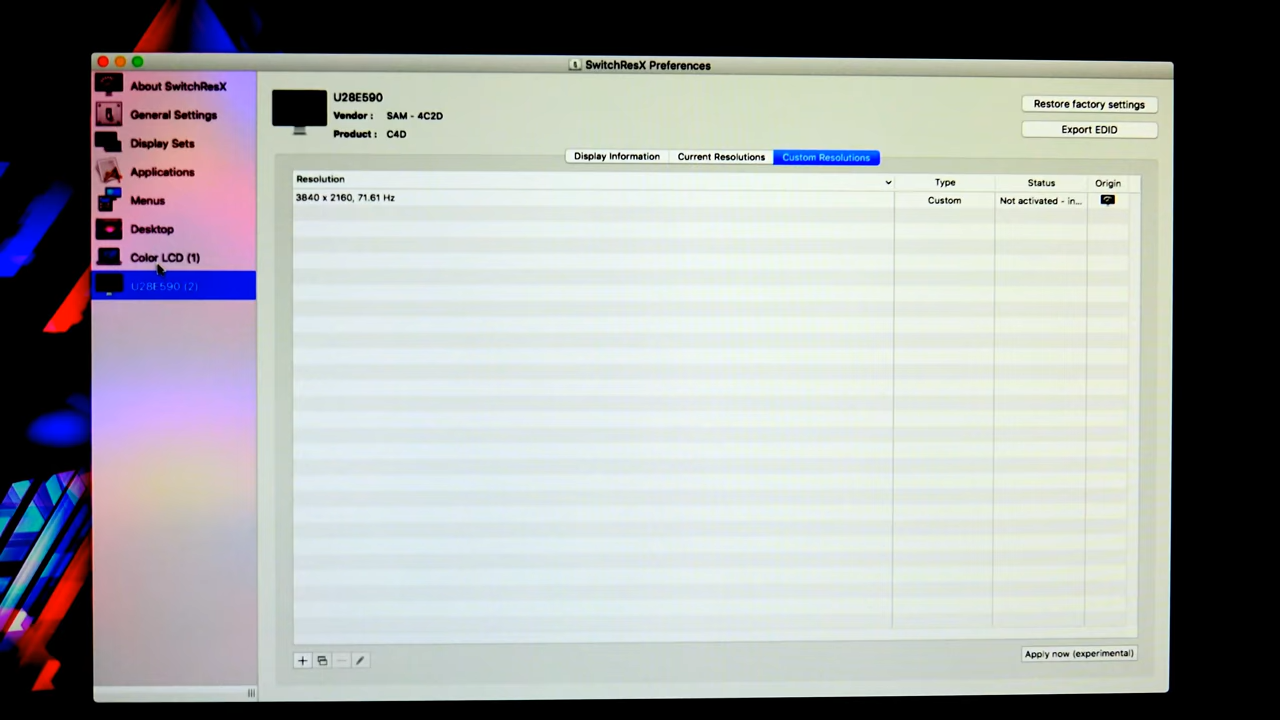 SwitchResX Preferences
About SwitchResX
General Settings
Display Sets
Applications
Menus
Desktop
Color LCD (1)
U28E590 (2)
U28E590
Vendor : SAM - 4C2D
Product : C4D
Restore factory settings
Export EDID
Display Information Current Resolutions Custom Resolutions
Resolution Type Status Origin
3840 x 2160, 71.61 Hz Custom Not activated - in...
Apply now (experimental)